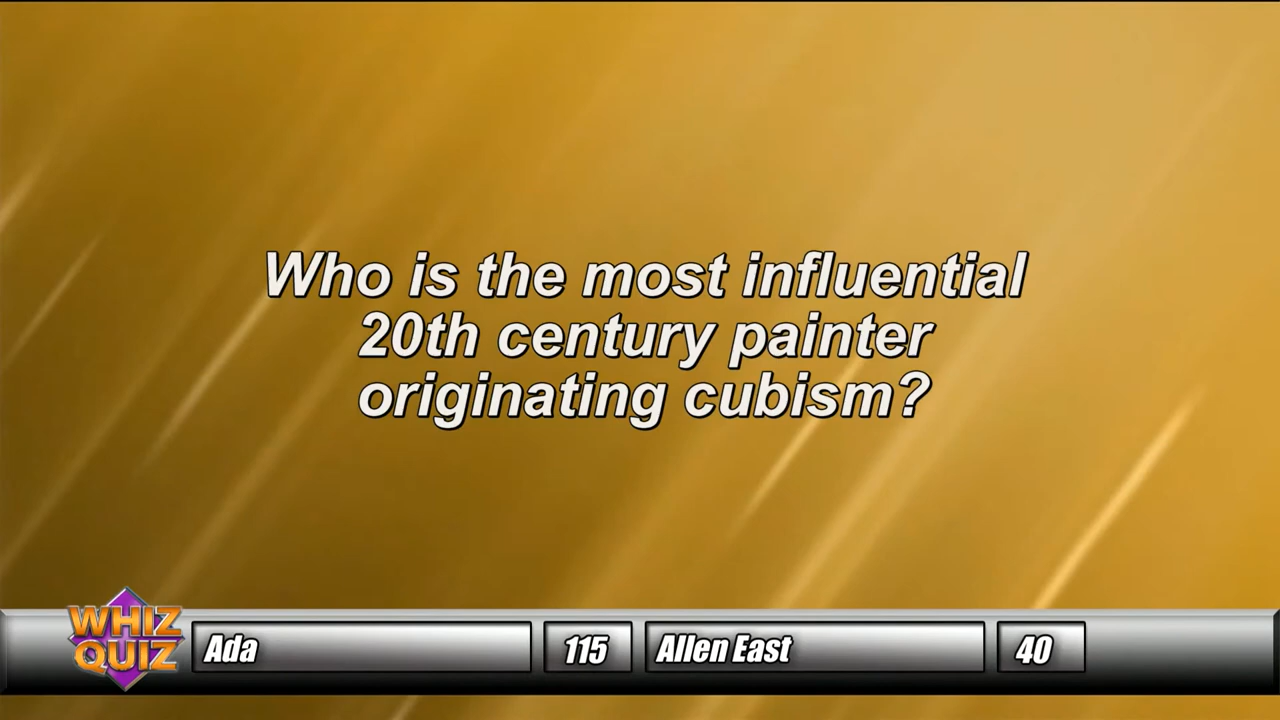 Who is the most influential
20th century painter
originating cubism?
WHIZ
QUIZ
Ada 115 Allen East 40